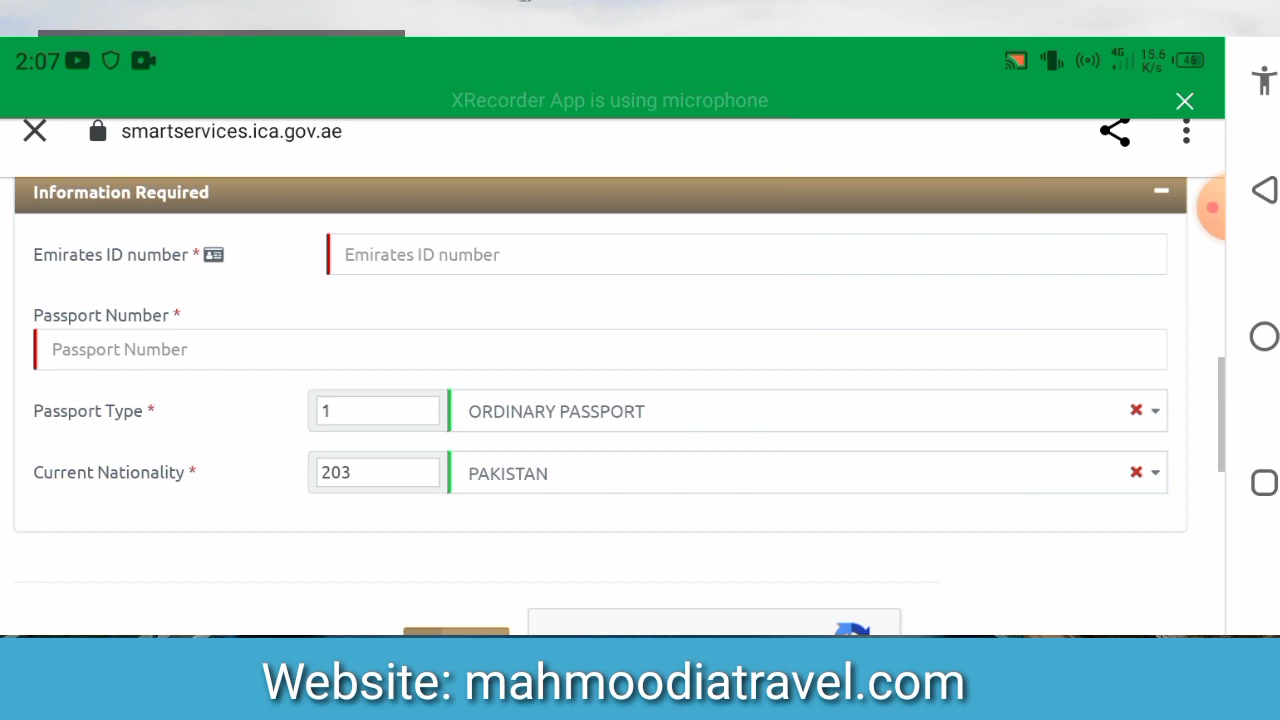 2:07
4G 15.6 K/s 46
XRecorder App is using microphone
smartservices.ica.gov.ae
Information Required
Emirates ID number * Emirates ID number
Passport Number *
Passport Number
Passport Type * 1 ORDINARY PASSPORT
Current Nationality * 203 PAKISTAN
Website: mahmoodiatravel.com